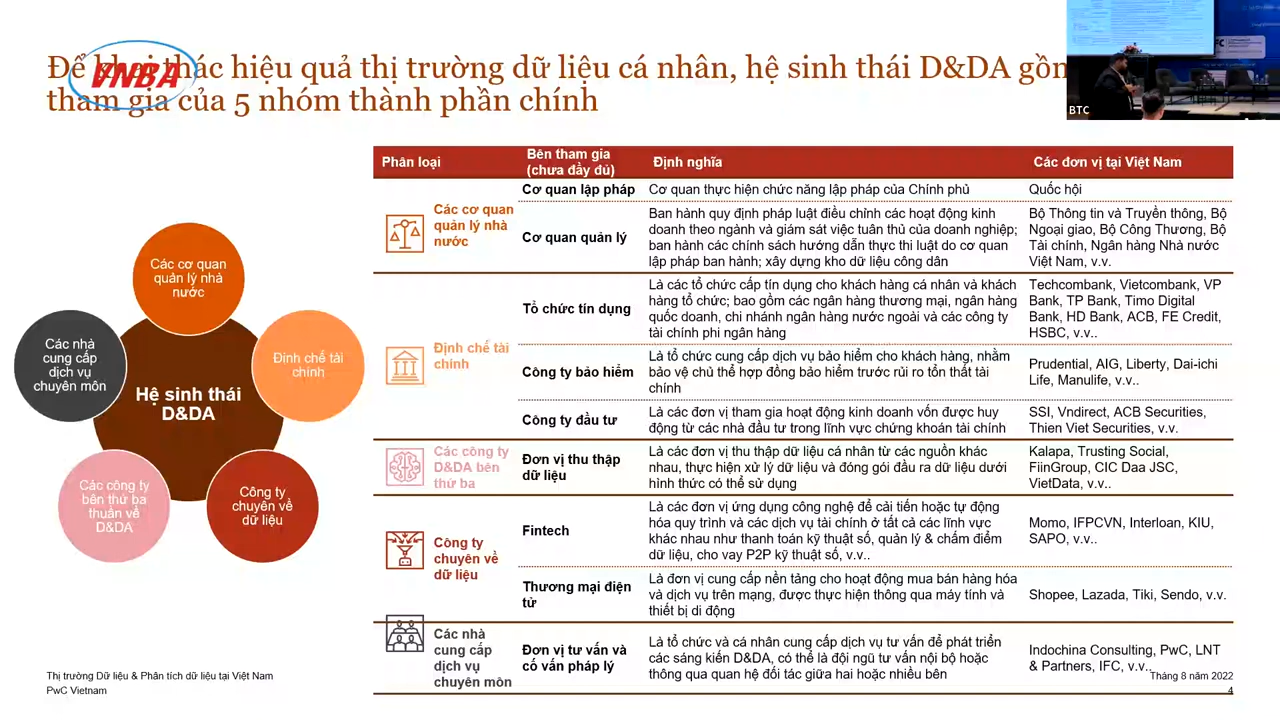 Để khai thác hiệu quả thị trường dữ liệu cá nhân, hệ sinh thái D&DA gồm
tham gia của 5 nhóm thành phần chính
VNBA
BTC
Các cơ quan
quản lý nhà
nước
Các nhà
cung cấp
dịch vụ
chuyên môn
Định chế tài
chính
Hệ sinh thái
D&DA
Các công ty
bên thứ ba
thuần về
D&DA
Công ty
chuyên về
dữ liệu
Phân loại
Bên tham gia
(chưa đầy đủ)
Định nghĩa
Các đơn vị tại Việt Nam
Các cơ quan
quản lý nhà
nước
Cơ quan lập pháp
Cơ quan thực hiện chức năng lập pháp của Chính phủ
Quốc hội
Cơ quan quản lý
Ban hành quy định pháp luật điều chỉnh các hoạt động kinh
doanh theo ngành và giám sát việc tuân thủ của doanh nghiệp;
ban hành các chính sách hướng dẫn thực thi luật do cơ quan
lập pháp ban hành; xây dựng kho dữ liệu công dân
Bộ Thông tin và Truyền thông, Bộ
Ngoại giao, Bộ Công Thương, Bộ
Tài chính, Ngân hàng Nhà nước
Việt Nam, v.v.
Định chế tài
chính
Tổ chức tín dụng
Là các tổ chức cấp tín dụng cho khách hàng cá nhân và khách
hàng tổ chức; bao gồm các ngân hàng thương mại, ngân hàng
quốc doanh, chi nhánh ngân hàng nước ngoài và các công ty
tài chính phi ngân hàng
Techcombank, Vietcombank, VP
Bank, TP Bank, Timo Digital
Bank, HD Bank, ACB, FE Credit,
HSBC, v.v..
Công ty bảo hiểm
Là tổ chức cung cấp dịch vụ bảo hiểm cho khách hàng, nhằm
bảo vệ chủ thể hợp đồng bảo hiểm trước rủi ro tổn thất tài
chính
Prudential, AIG, Liberty, Dai-ichi
Life, Manulife, v.v..
Công ty đầu tư
Là các đơn vị tham gia hoạt động kinh doanh vốn được huy
động từ các nhà đầu tư trong lĩnh vực chứng khoán tài chính
SSI, Vndirect, ACB Securities,
Thien Viet Securities, v.v.
Các công ty
D&DA bên
thứ ba
Đơn vị thu thập
dữ liệu
Là các đơn vị thu thập dữ liệu cá nhân từ các nguồn khác
nhau, thực hiện xử lý dữ liệu và đóng gói đầu ra dữ liệu dưới
hình thức có thể sử dụng
Kalapa, Trusting Social,
FiinGroup, CIC Daa JSC,
VietData, v.v..
Công ty
chuyên về
dữ liệu
Fintech
Là các đơn vị ứng dụng công nghệ để cải tiến hoặc tự động
hóa quy trình và các dịch vụ tài chính ở tất cả các lĩnh vực
khác nhau như thanh toán kỹ thuật số, quản lý & chấm điểm
dữ liệu, cho vay P2P kỹ thuật số, v.v..
Momo, IFPCVN, Interloan, KIU,
SAPO, v.v..
Thương mại điện
tử
Là đơn vị cung cấp nền tảng cho hoạt động mua bán hàng hóa
và dịch vụ trên mạng, được thực hiện thông qua máy tính và
thiết bị di động
Shopee, Lazada, Tiki, Sendo, v.v.
Các nhà
cung cấp
dịch vụ
chuyên môn
Đơn vị tư vấn và
cố vấn pháp lý
Là tổ chức và cá nhân cung cấp dịch vụ tư vấn để phát triển
các sáng kiến D&DA, có thể là đội ngũ tư vấn nội bộ hoặc
thông qua quan hệ đối tác giữa hai hoặc nhiều bên
Indochina Consulting, PwC, LNT
& Partners, IFC, v.v..
Thị trường Dữ liệu & Phân tích dữ liệu tại Việt Nam
PwC Vietnam
Tháng 8 năm 2022
4